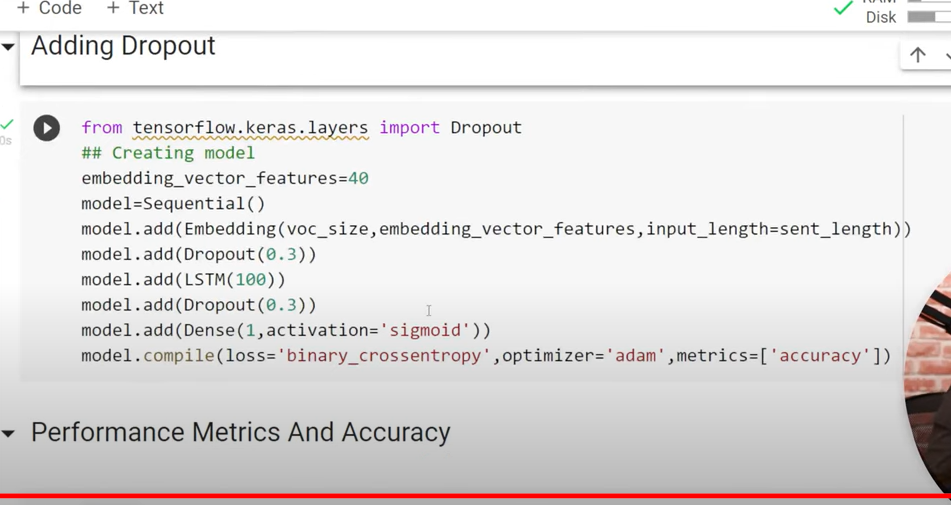 + Code + Text
RAM
Disk
Adding Dropout
0s
from tensorflow.keras.layers import Dropout
## Creating model
embedding_vector_features=40
model=Sequential()
model.add(Embedding(voc_size,embedding_vector_features,input_length=sent_length))
model.add(Dropout(0.3))
model.add(LSTM(100))
model.add(Dropout(0.3))
model.add(Dense(1,activation='sigmoid'))
model.compile(loss='binary_crossentropy',optimizer='adam',metrics=['accuracy'])
Performance Metrics And Accuracy